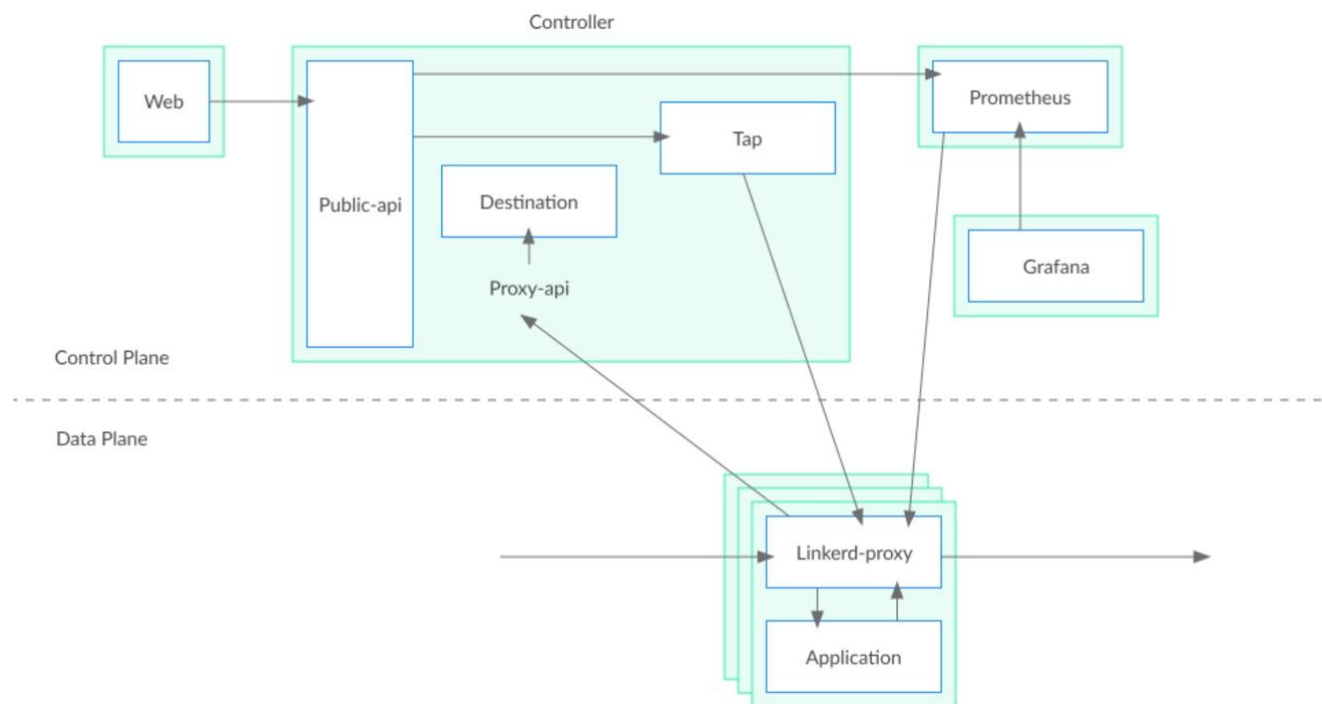 Controller
Web
Prometheus
Tap
Public-api
Destination
Grafana
Proxy-api
Control Plane
Data Plane
Linkerd-proxy
Application